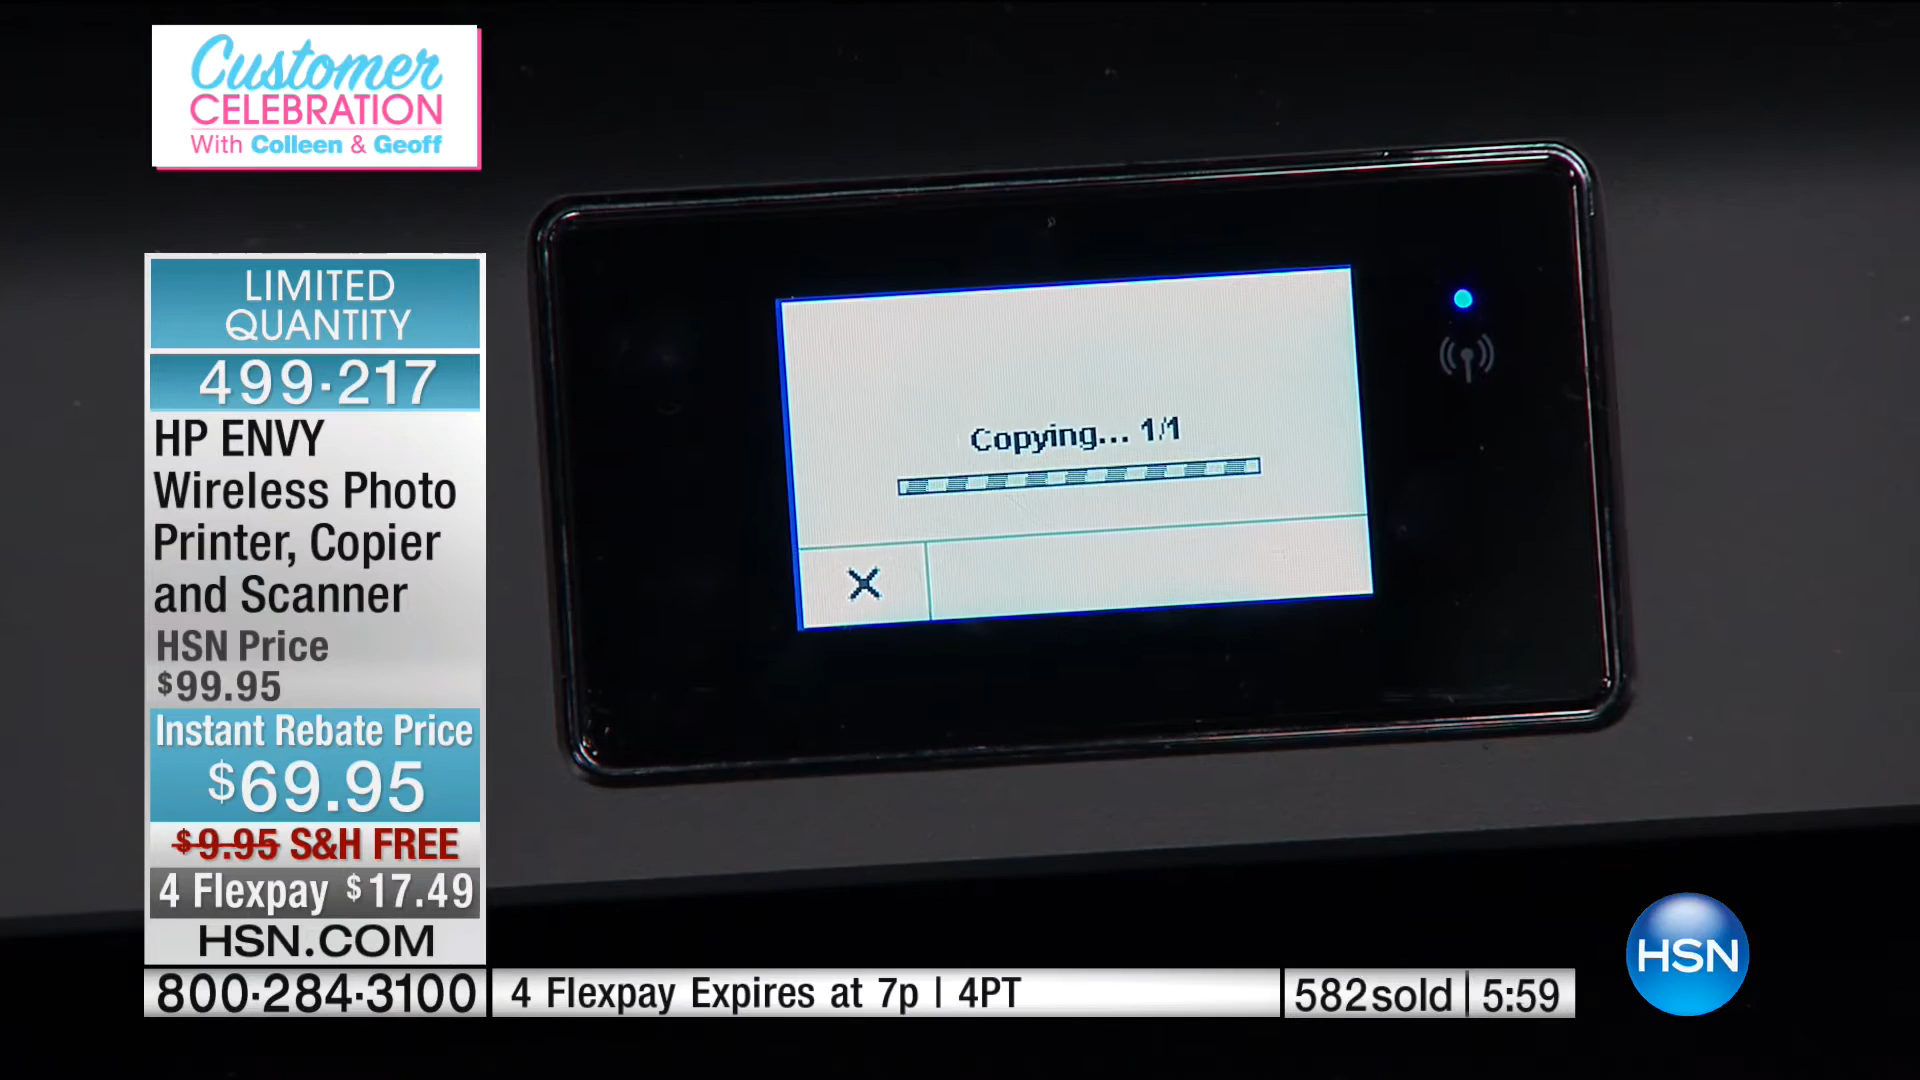 Customer
CELEBRATION
With Colleen & Geoff
LIMITED
QUANTITY
499·217
HP ENVY
Wireless Photo
Printer, Copier
and Scanner
HSN Price
$99.95
Instant Rebate Price
$69.95
$9.95 S&H FREE
4 Flexpay $17.49
HSN.COM
800·284·3100
4 Flexpay Expires at 7p | 4PT
582sold | 5:59
HSN
Copying... 1/1